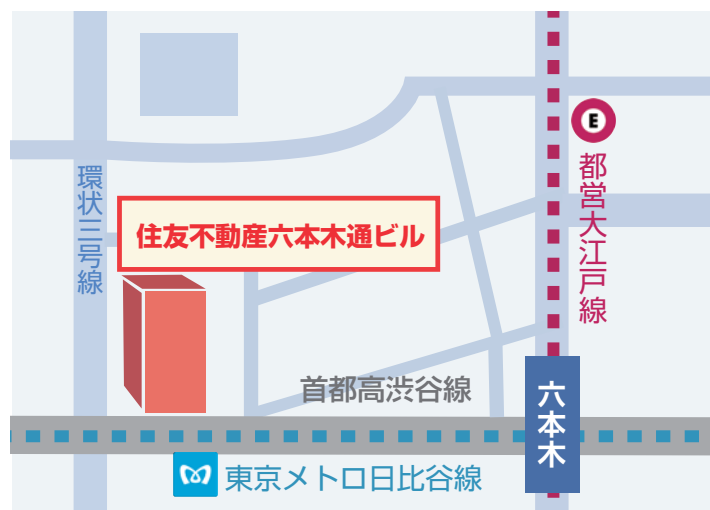 E
都営大江戸線
環状三号線
住友不動産六本木通ビル
首都高渋谷線
六本木
東京メトロ日比谷線